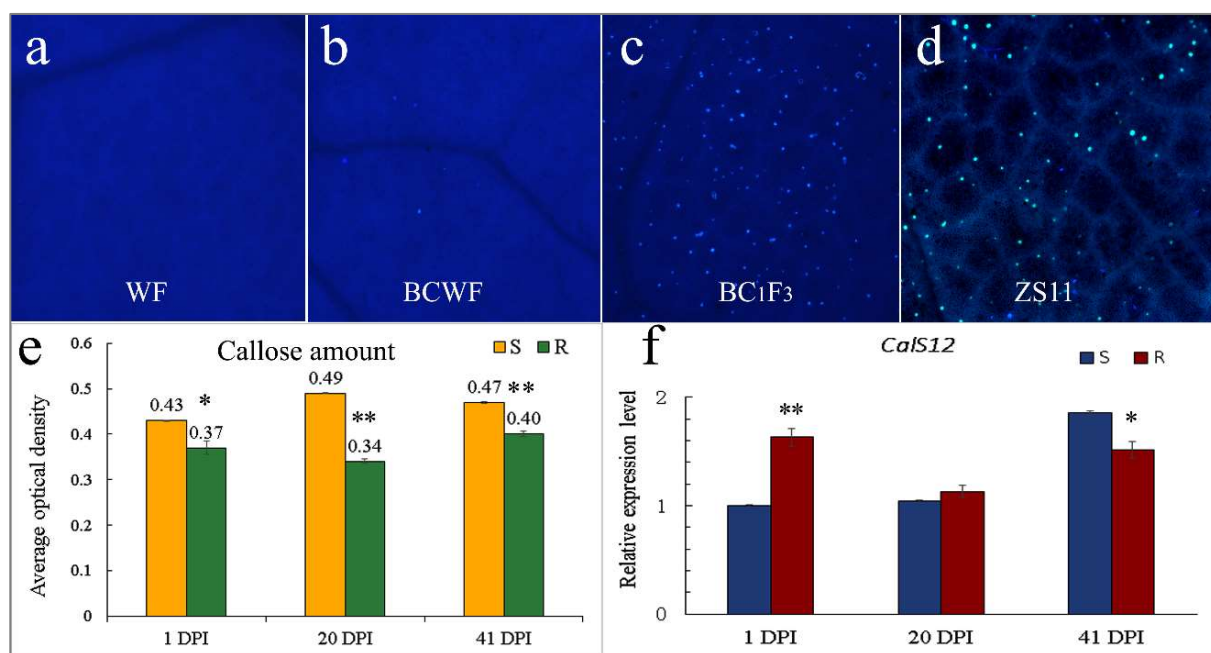 a
b
c
d
WF
BCWF
BC1F3
ZS11
e
Callose amount
S R
Average optical density
0.6
0.5
0.4
0.3
0.2
0.1
0
0.43
*
0.37
0.49
**
0.34
0.47
**
0.40
1 DPI
20 DPI
41 DPI
f
CalS12
S R
Relative expression level
2
1
0
**
*
1 DPI
20 DPI
41 DPI